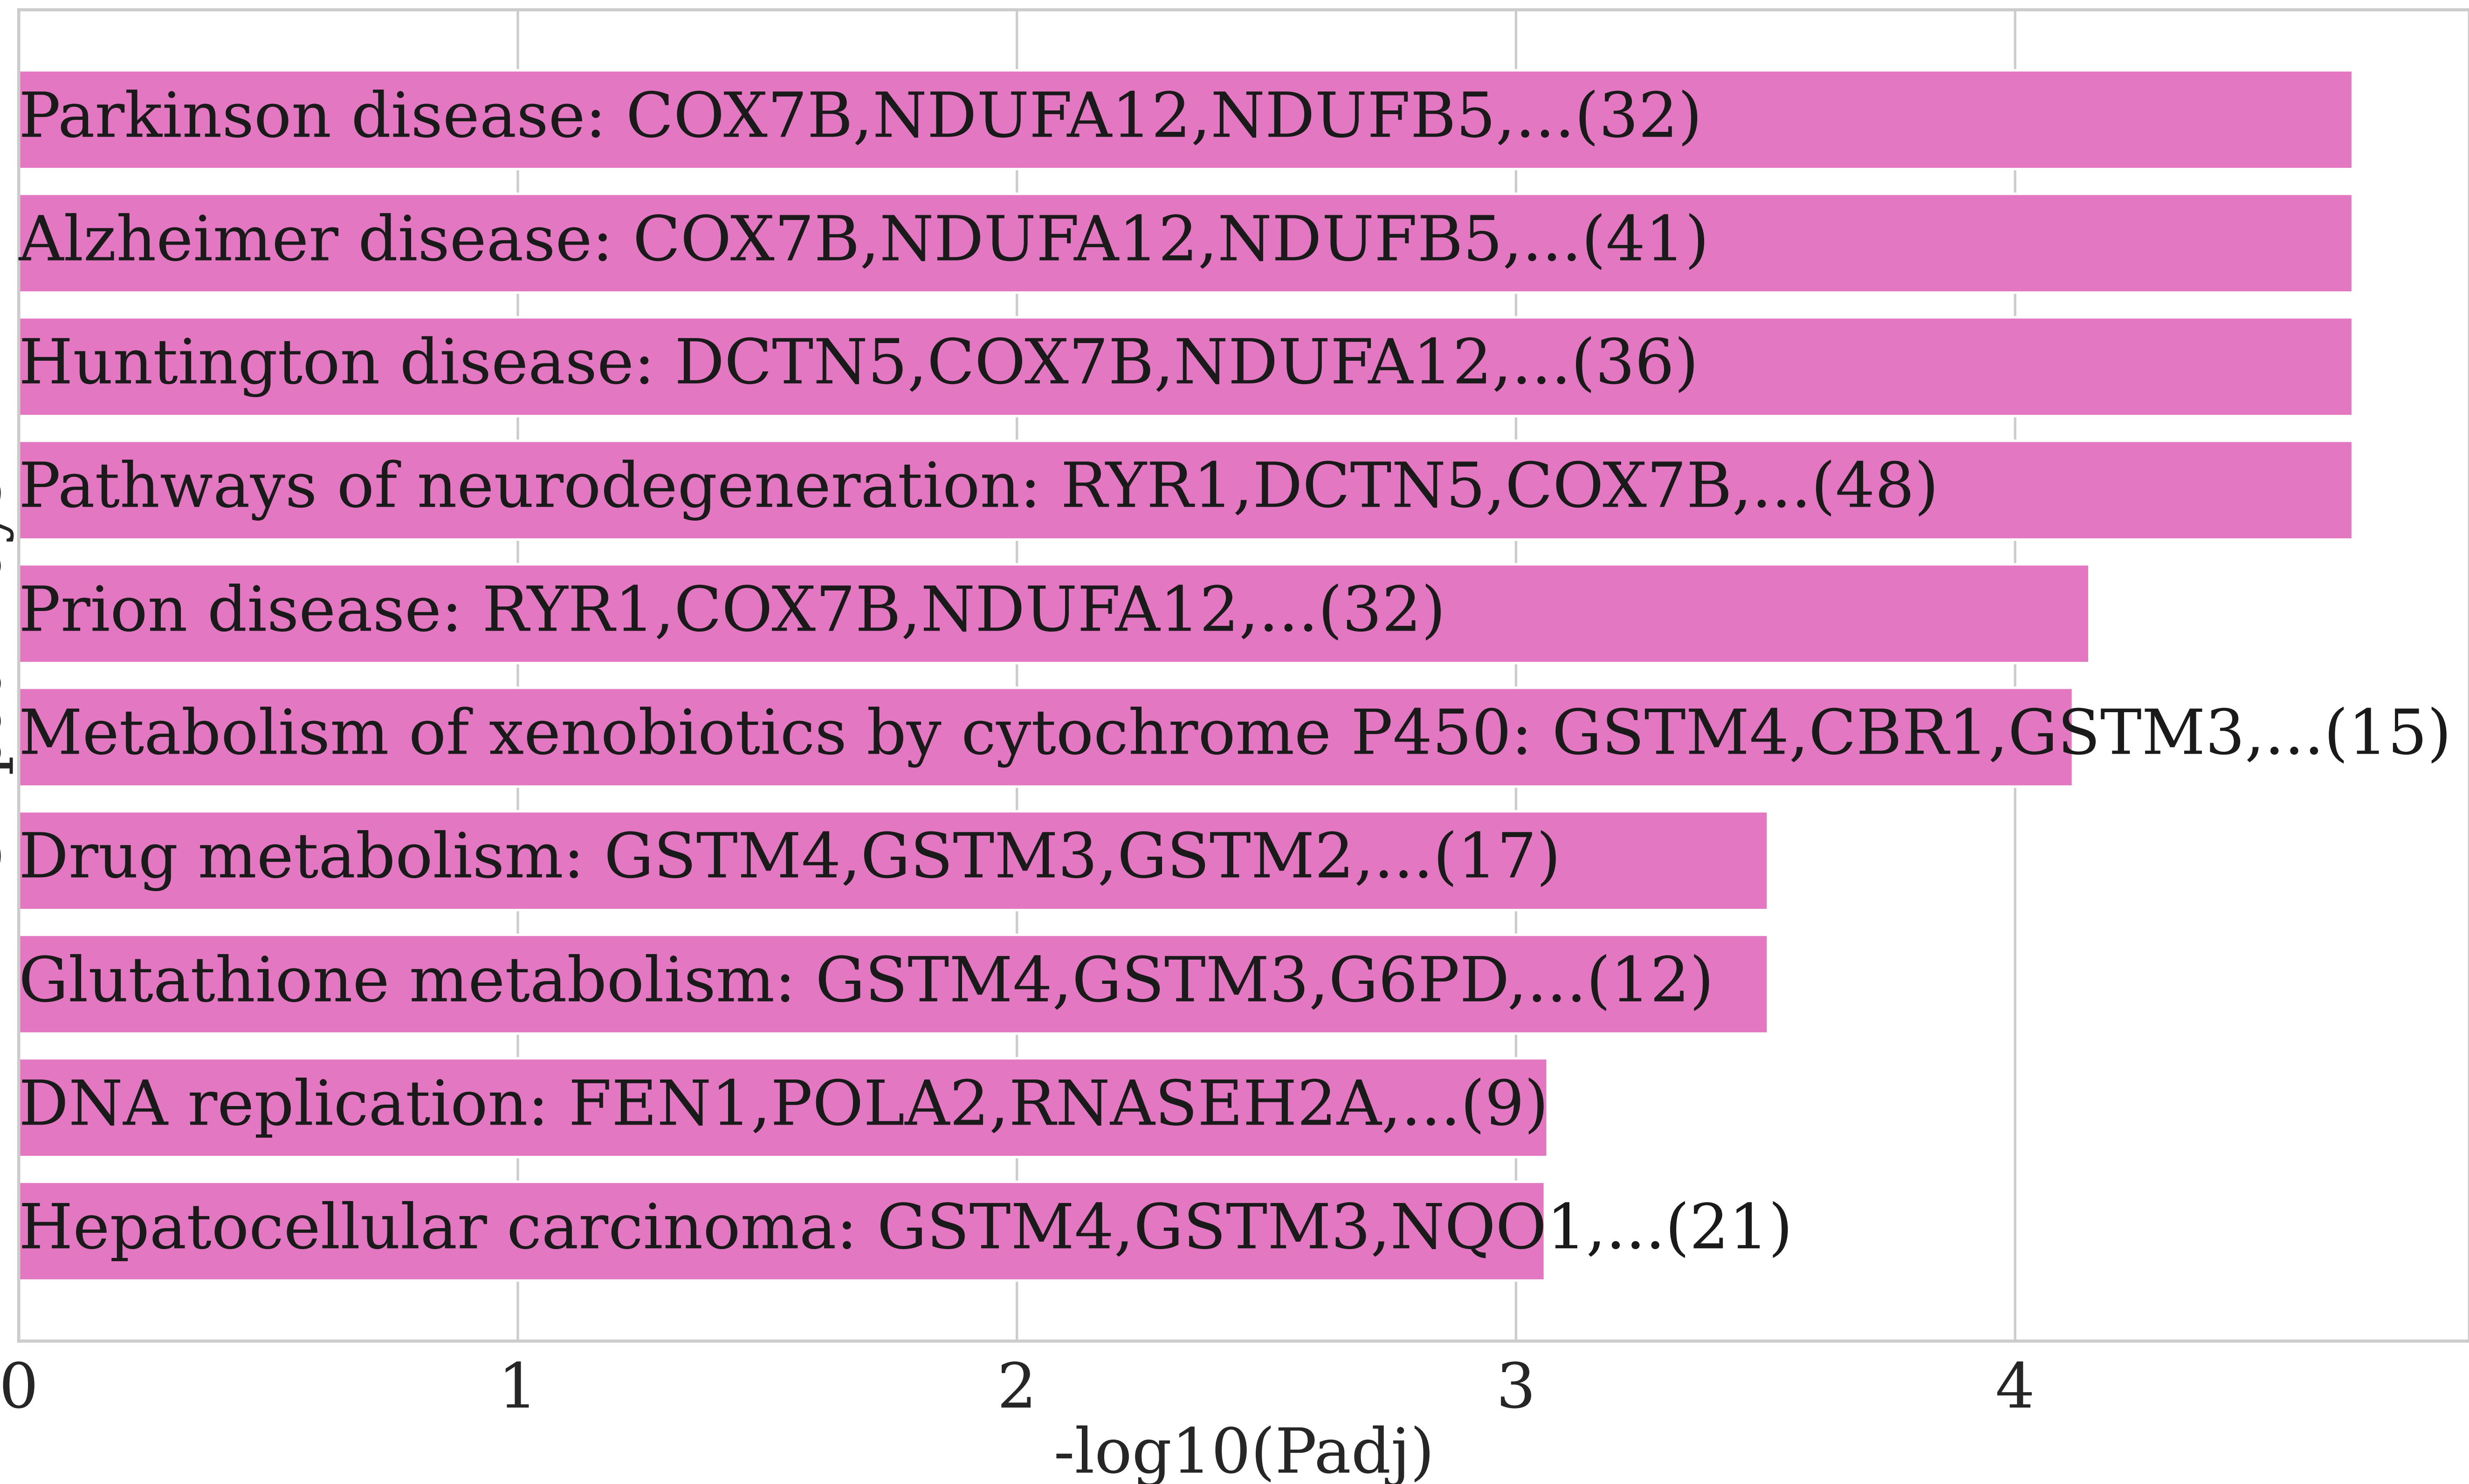 Parkinson disease: COX7B,NDUFA12,NDUFB5,...(32)
Alzheimer disease: COX7B,NDUFA12,NDUFB5,...(41)
Huntington disease: DCTN5,COX7B,NDUFA12,...(36)
Pathways of neurodegeneration: RYR1,DCTN5,COX7B,...(48)
Prion disease: RYR1,COX7B,NDUFA12,...(32)
Metabolism of xenobiotics by cytochrome P450: GSTM4,CBR1,GSTM3,...(15)
Drug metabolism: GSTM4,GSTM3,GSTM2,...(17)
Glutathione metabolism: GSTM4,GSTM3,G6PD,...(12)
DNA replication: FEN1,POLA2,RNASEH2A,...(9)
Hepatocellular carcinoma: GSTM4,GSTM3,NQO1,...(21)
0 1 2 3 4
-log10(Padj)